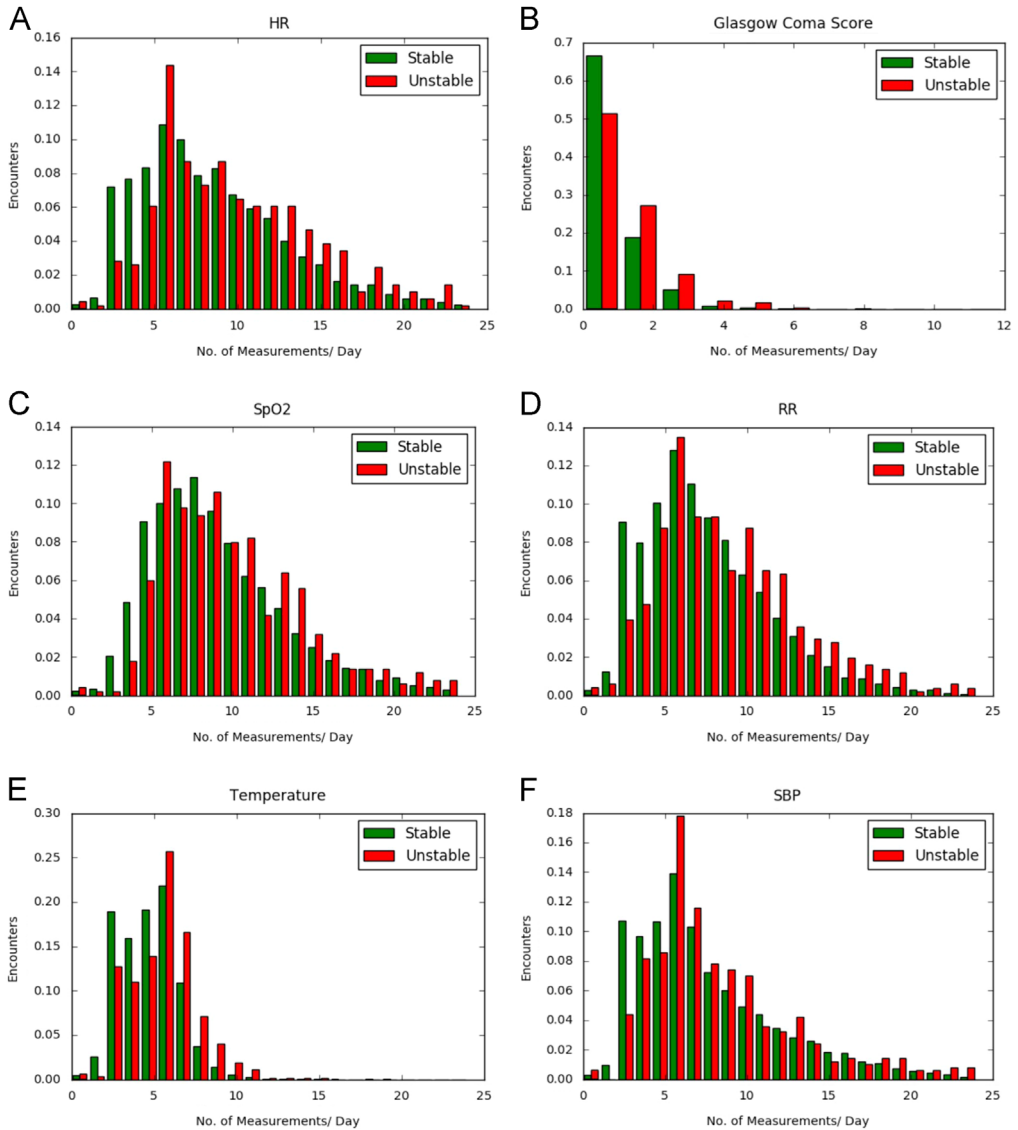 A
HR
0.16
0.14
0.12
0.10
0.08
0.06
0.04
0.02
0.00
Encounters
Stable
Unstable
0 5 10 15 20 25
No. of Measurements/ Day
B
Glasgow Coma Score
0.7
0.6
0.5
0.4
0.3
0.2
0.1
0.0
Encounters
Stable
Unstable
0 2 4 6 8 10 12
No. of Measurements/ Day
C
SpO2
0.14
0.12
0.10
0.08
0.06
0.04
0.02
0.00
Encounters
Stable
Unstable
0 5 10 15 20 25
No. of Measurements/ Day
D
RR
0.14
0.12
0.10
0.08
0.06
0.04
0.02
0.00
Encounters
Stable
Unstable
0 5 10 15 20 25
No. of Measurements/ Day
E
Temperature
0.30
0.25
0.20
0.15
0.10
0.05
0.00
Encounters
Stable
Unstable
0 5 10 15 20 25
No. of Measurements/ Day
F
SBP
0.18
0.16
0.14
0.12
0.10
0.08
0.06
0.04
0.02
0.00
Encounters
Stable
Unstable
0 5 10 15 20 25
No. of Measurements/ Day